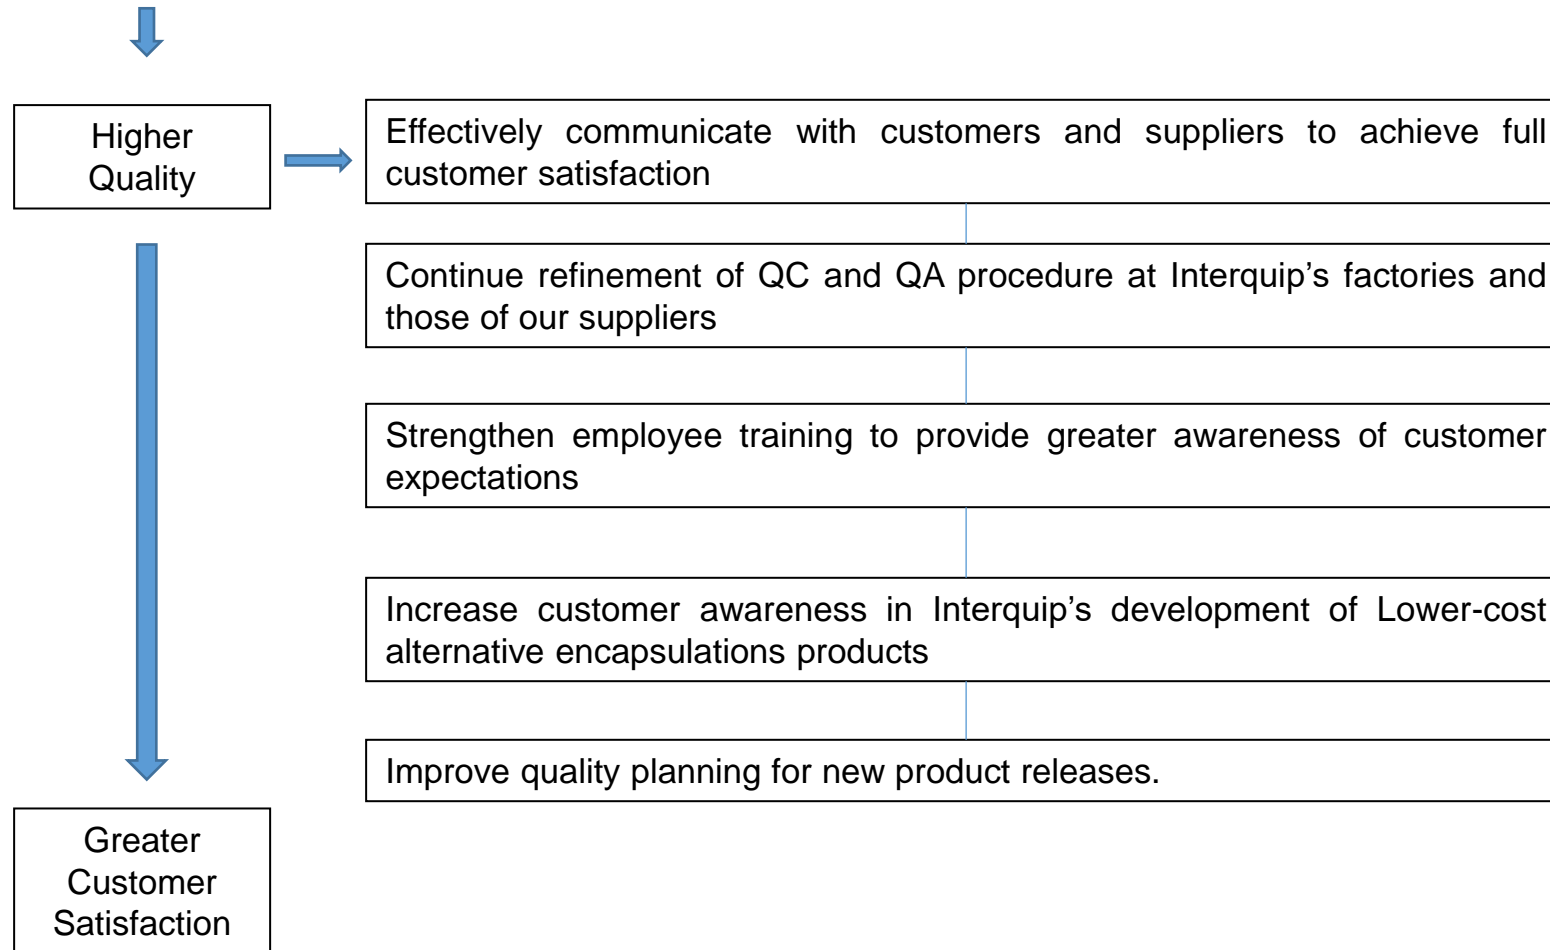 Higher
Quality
Effectively communicate with customers and suppliers to achieve full
customer satisfaction
Continue refinement of QC and QA procedure at Interquip’s factories and
those of our suppliers
Strengthen employee training to provide greater awareness of customer
expectations
Increase customer awareness in Interquip’s development of Lower-cost
alternative encapsulations products
Improve quality planning for new product releases.
Greater
Customer
Satisfaction